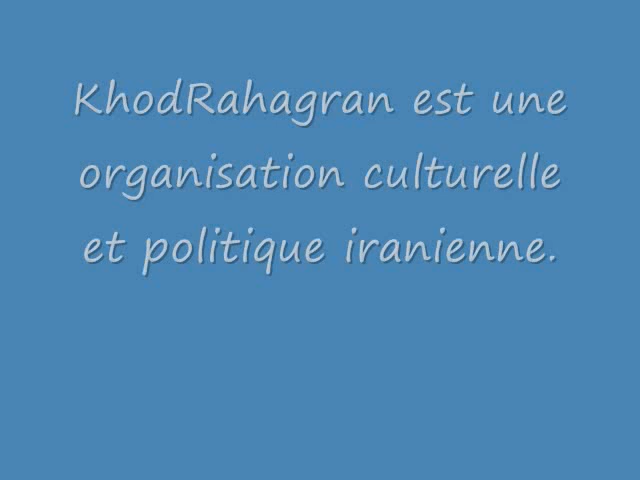 KhodRahagran est une
organisation culturelle
et politique iranienne.